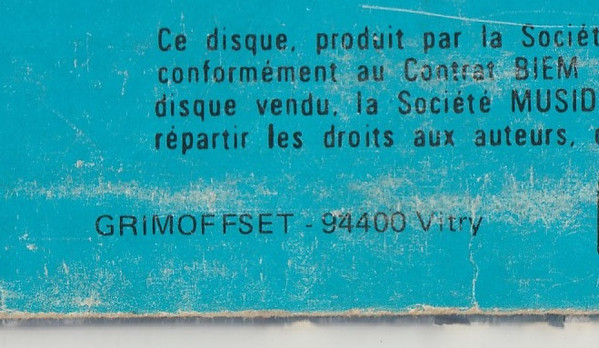 Ce disque, produit par la Sociét
conformément au Contrat BIEM
disque vendu, la Société MUSID
répartir les droits aux auteurs,
GRIMOFFSET - 94400 Vitry